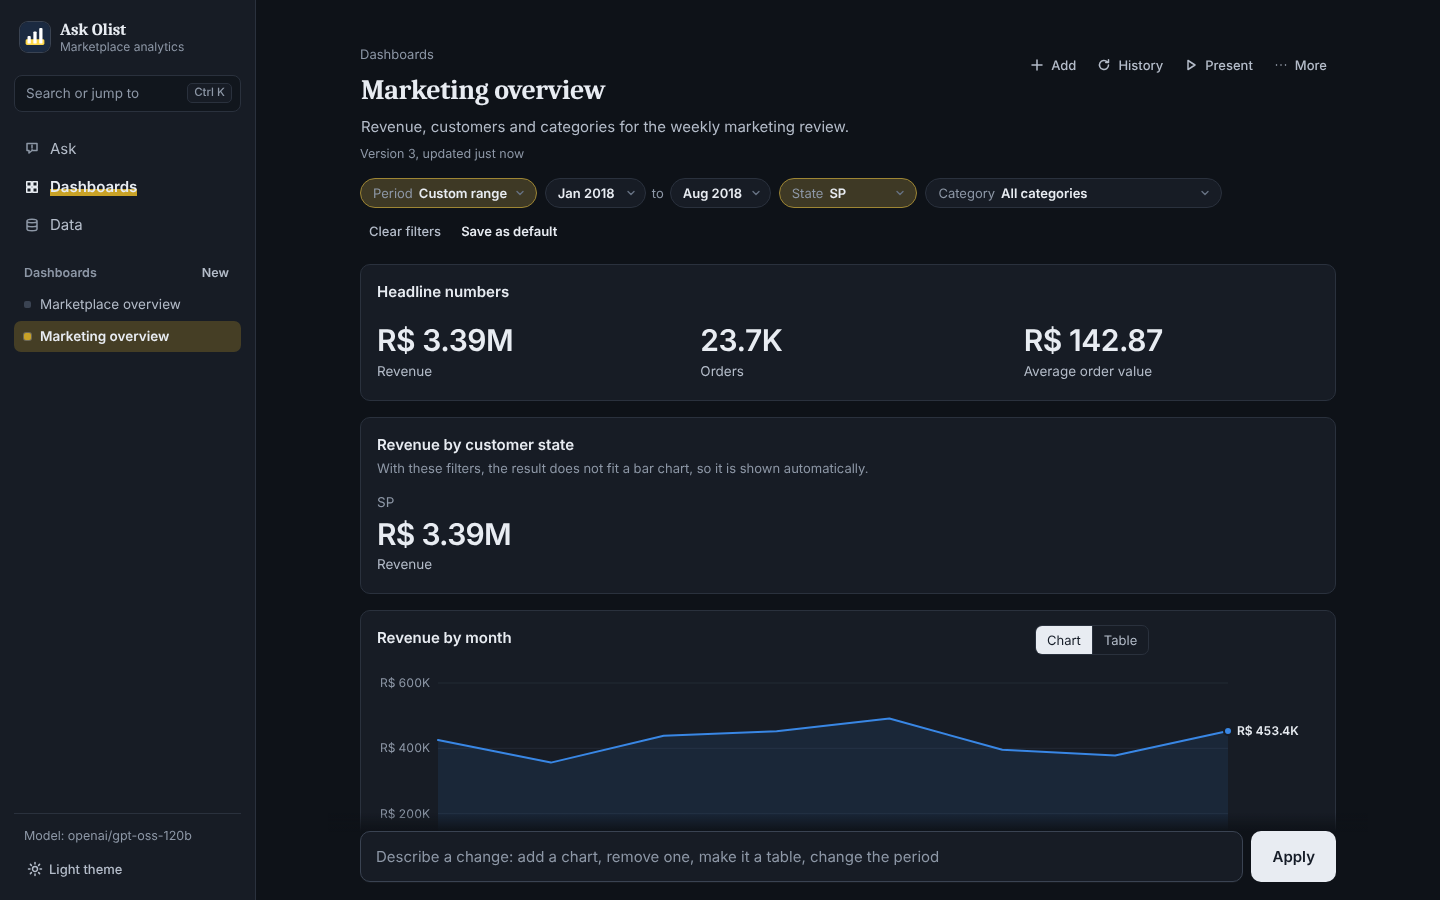 Ask Olist
Marketplace analytics
Search or jump to Ctrl K
Ask
Dashboards
Data
Dashboards New
Marketplace overview
Marketing overview
Model: openai/gpt-oss-120b
Light theme
Dashboards
Add History Present ··· More
Marketing overview
Revenue, customers and categories for the weekly marketing review.
Version 3, updated just now
Period Custom range Jan 2018 to Aug 2018 State SP Category All categories
Clear filters Save as default
Headline numbers
R$ 3.39M 23.7K R$ 142.87
Revenue Orders Average order value
Revenue by customer state
With these filters, the result does not fit a bar chart, so it is shown automatically.
SP
R$ 3.39M
Revenue
Revenue by month Chart Table
R$ 600K
R$ 453.4K
R$ 400K
R$ 200K
Describe a change: add a chart, remove one, make it a table, change the period Apply